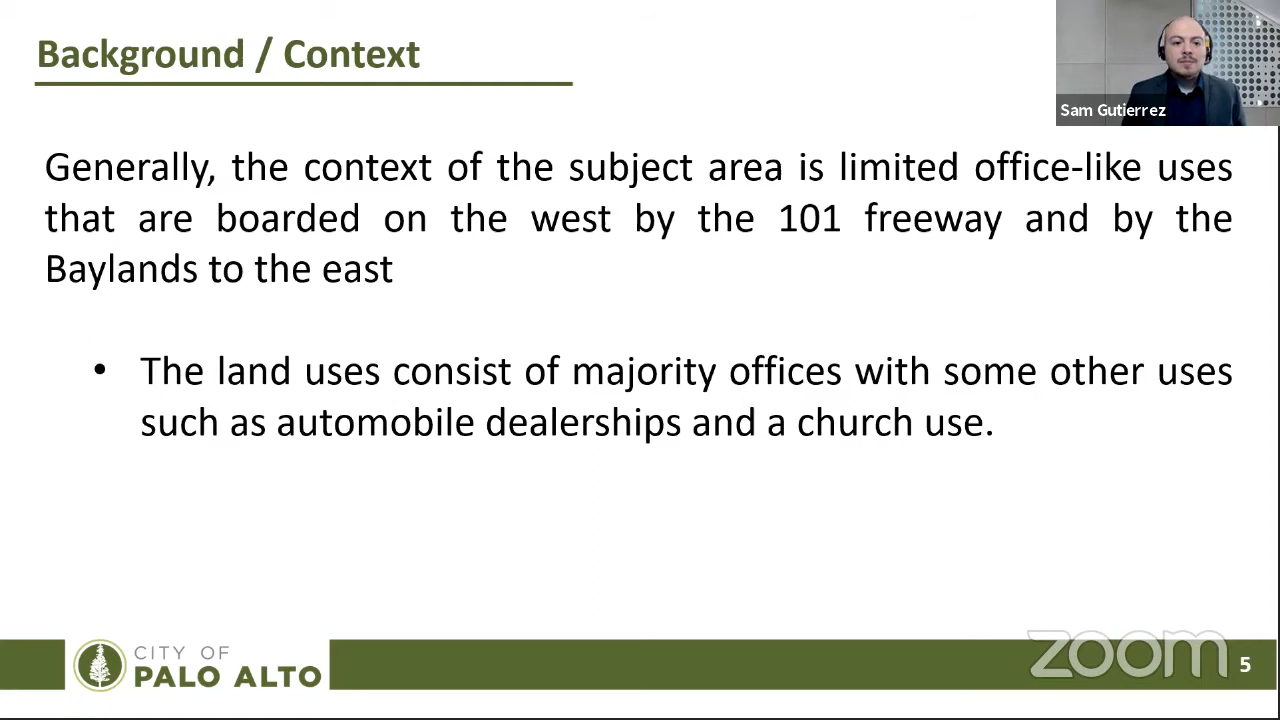 Background / Context
Sam Gutierrez
Generally, the context of the subject area is limited office-like uses
that are boarded on the west by the 101 freeway and by the
Baylands to the east
• The land uses consist of majority offices with some other uses
such as automobile dealerships and a church use.
CITY OF
PALO ALTO
zoom
5